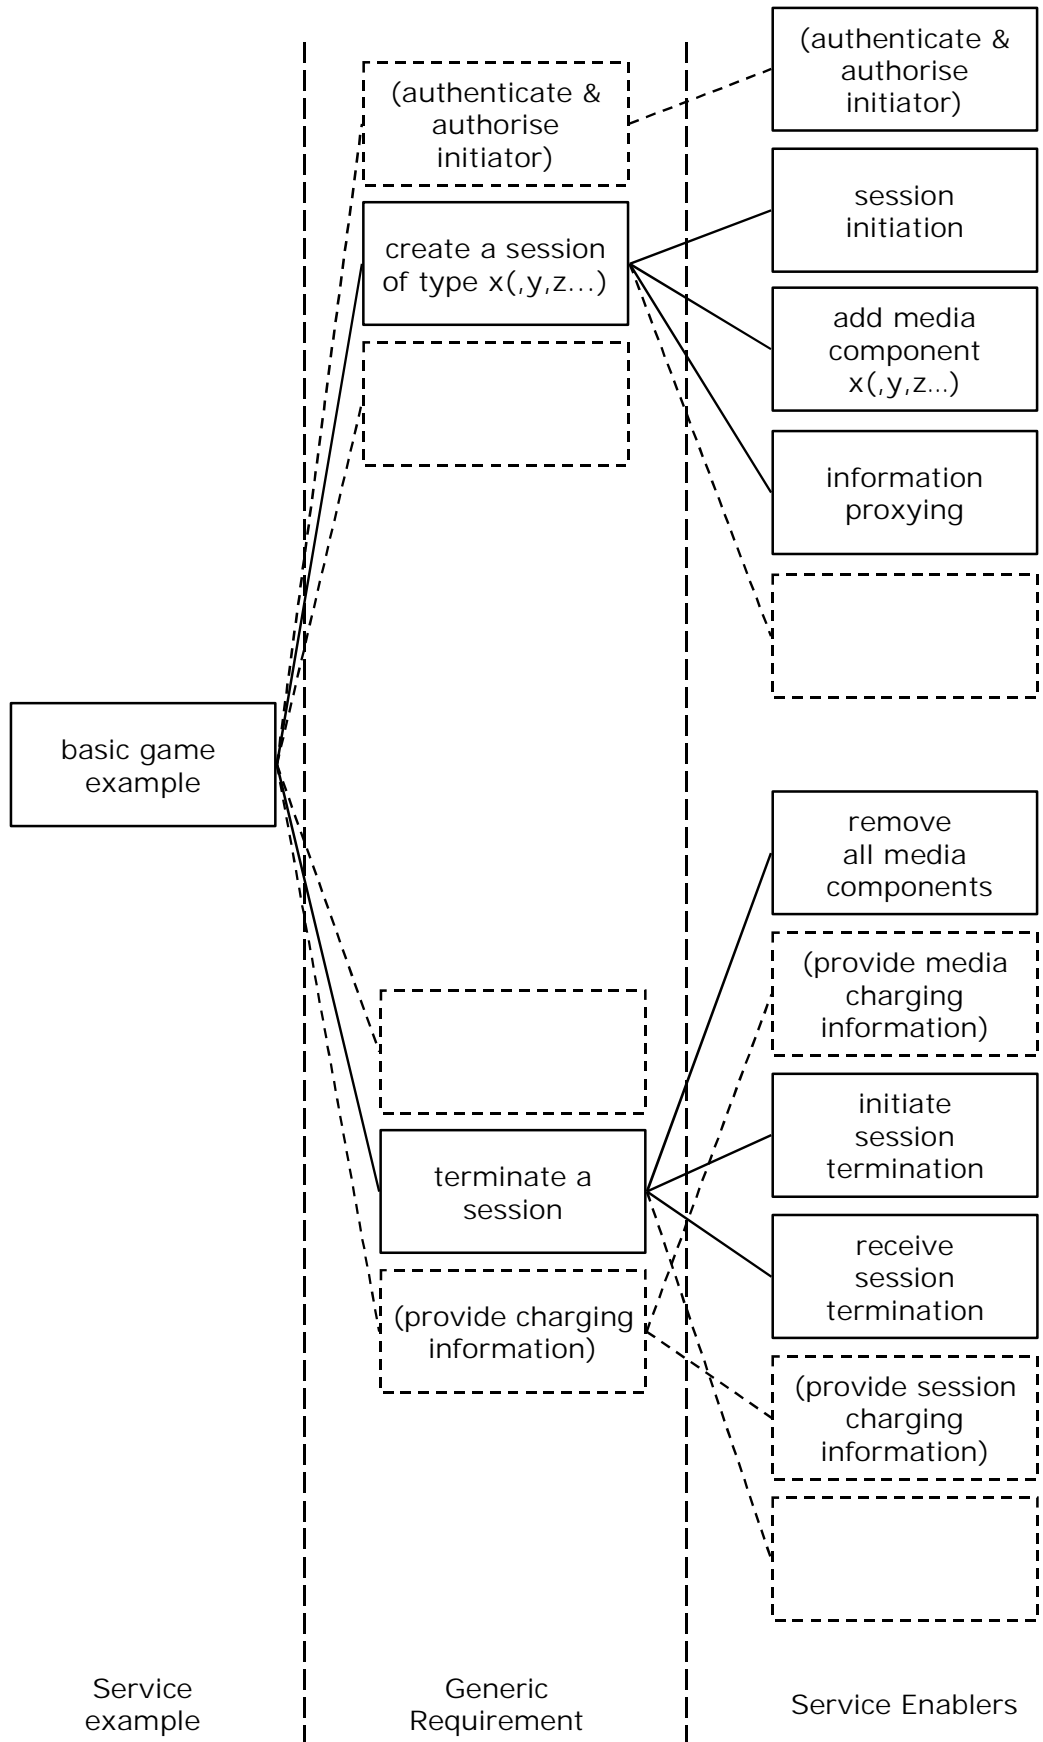 (authenticate &
authorise
initiator)
create a session
of type x(,y,z...)
basic game
example
terminate a
session
(provide charging
information)
(authenticate &
authorise
initiator)
session
initiation
add media
component
x(,y,z...)
information
proxying
remove
all media
components
(provide media
charging
information)
initiate
session
termination
receive
session
termination
(provide session
charging
information)
Service
example
Generic
Requirement
Service Enablers